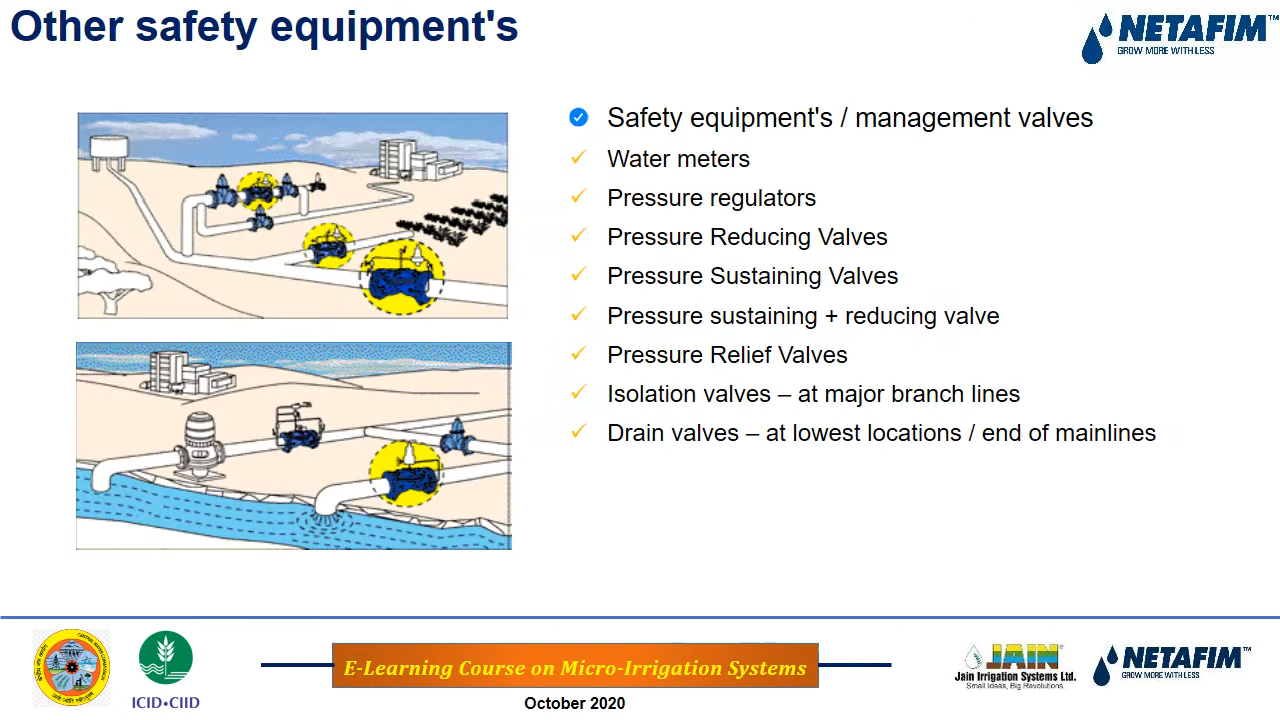 Other safety equipment's
NETAFIM™
GROW MORE WITH LESS
Safety equipment's / management valves
Water meters
Pressure regulators
Pressure Reducing Valves
Pressure Sustaining Valves
Pressure sustaining + reducing valve
Pressure Relief Valves
Isolation valves – at major branch lines
Drain valves – at lowest locations / end of mainlines
ICID•CIID
E-Learning Course on Micro-Irrigation Systems
October 2020
JAIN®
Jain Irrigation Systems Ltd.
Small Ideas, Big Revolutions.
NETAFIM™
GROW MORE WITH LESS